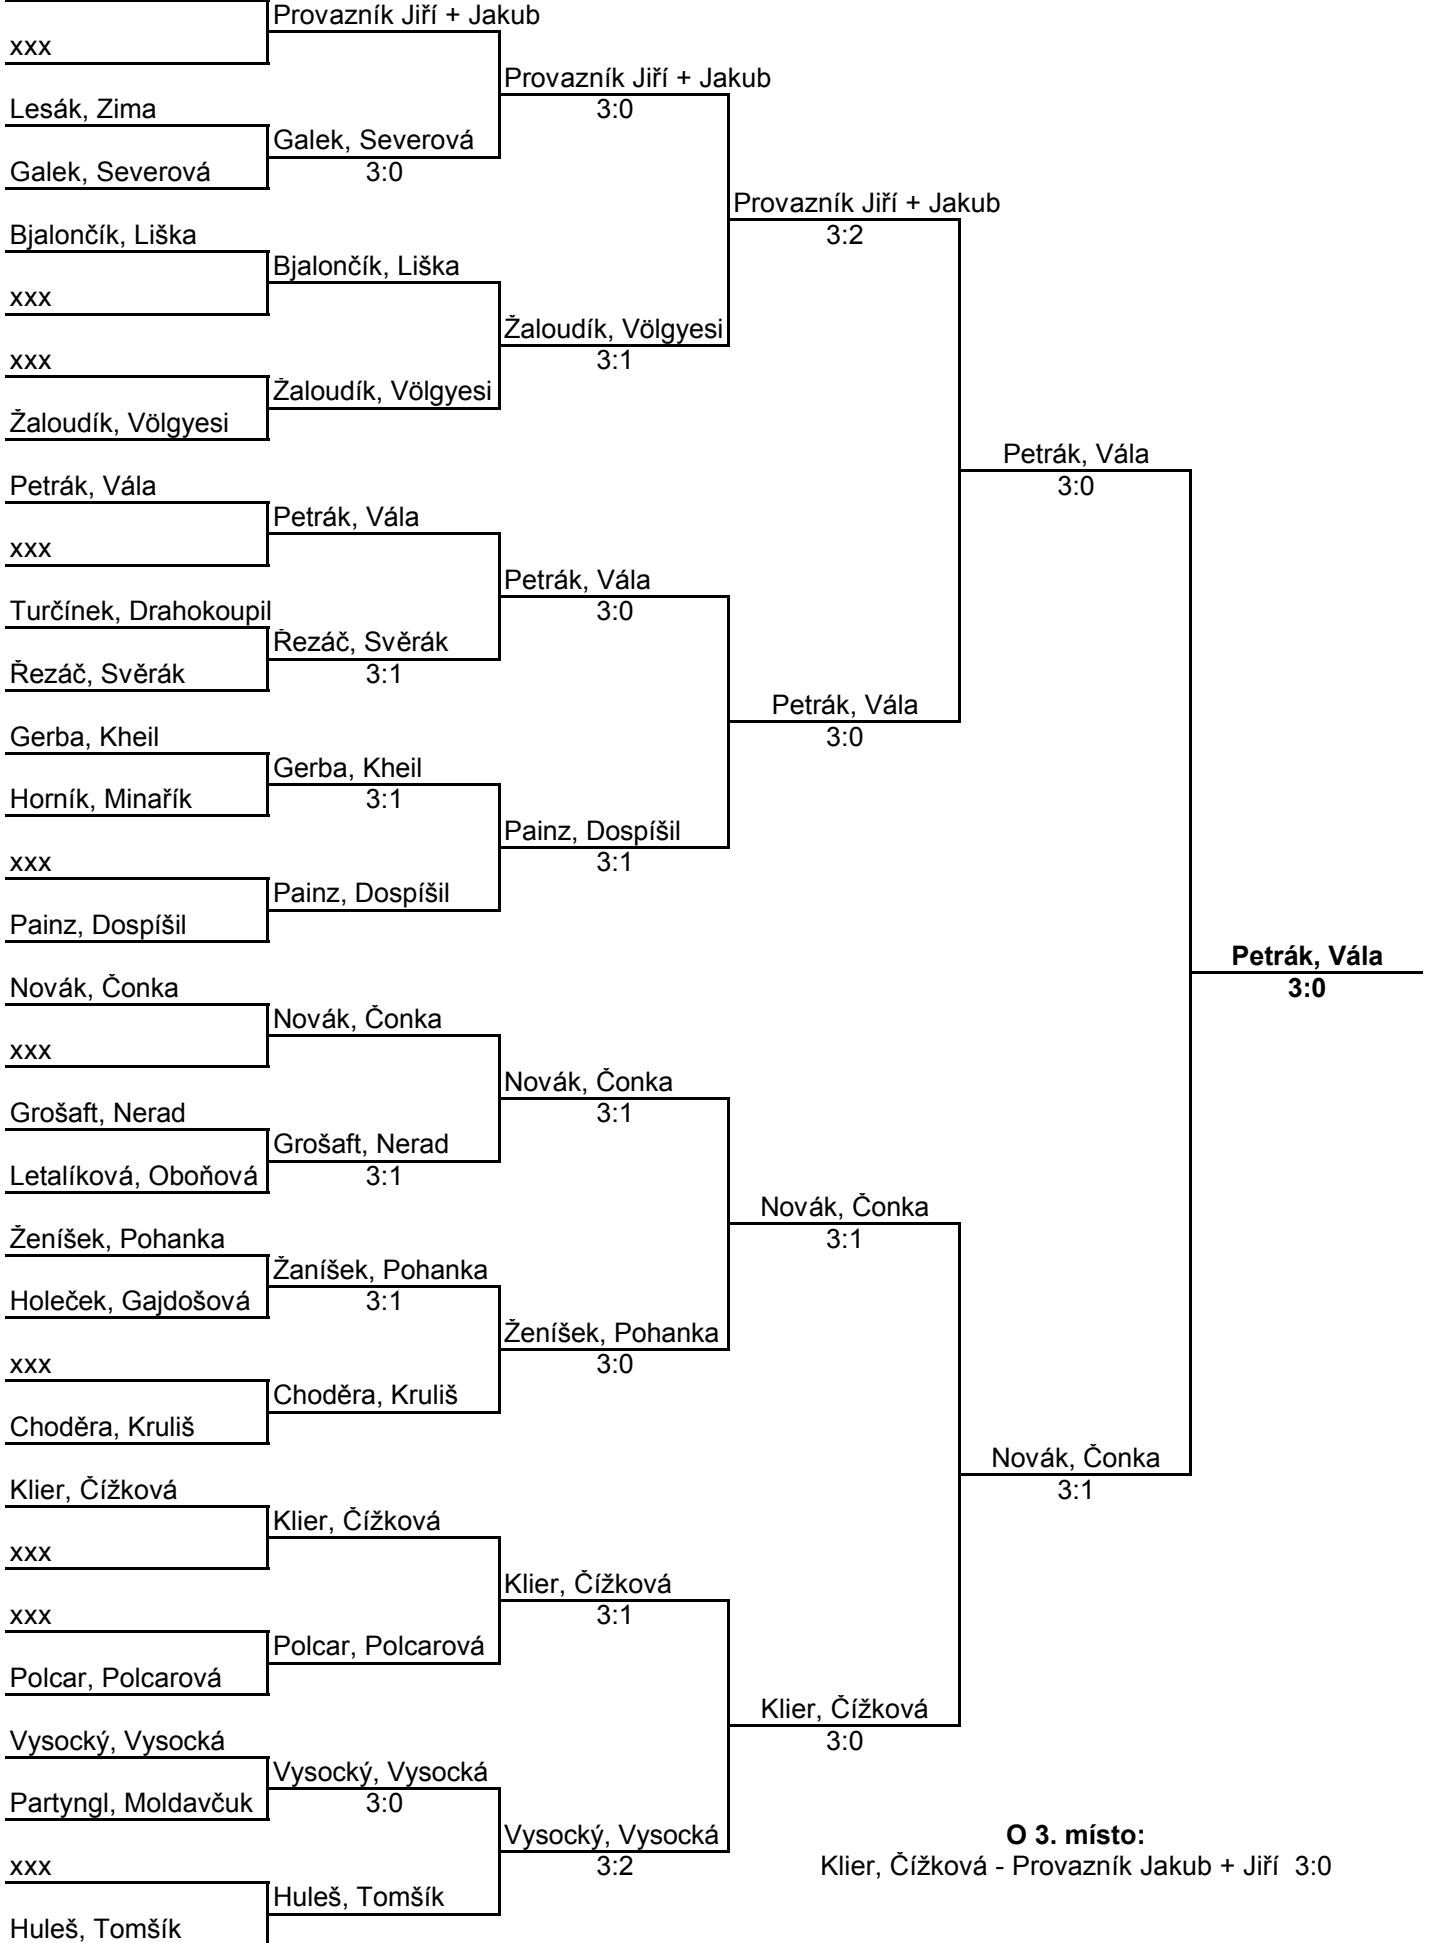 Provazník Jiří + Jakub
xxx
Provazník Jiří + Jakub
3:0
Lesák, Zima
Galek, Severová
3:0
Galek, Severová
Provazník Jiří + Jakub
3:2
Bjalončík, Liška
Bjalončík, Liška
xxx
Žaloudík, Völgyesi
3:1
xxx
Žaloudík, Völgyesi
Žaloudík, Völgyesi
Petrák, Vála
3:0
Petrák, Vála
Petrák, Vála
xxx
Petrák, Vála
3:0
Turčínek, Drahokoupil
Řezáč, Svěrák
3:1
Řezáč, Svěrák
Petrák, Vála
3:0
Gerba, Kheil
Gerba, Kheil
3:1
Horník, Minařík
Painz, Dospíšil
3:1
xxx
Painz, Dospíšil
Painz, Dospíšil
Petrák, Vála
3:0
Novák, Čonka
Novák, Čonka
xxx
Novák, Čonka
3:1
Grošaft, Nerad
Grošaft, Nerad
3:1
Letalíková, Oboňová
Novák, Čonka
3:1
Ženíšek, Pohanka
Žaníšek, Pohanka
3:1
Holeček, Gajdošová
Ženíšek, Pohanka
3:0
xxx
Choděra, Kruliš
Choděra, Kruliš
Novák, Čonka
3:1
Klier, Čížková
Klier, Čížková
xxx
Klier, Čížková
3:1
xxx
Polcar, Polcarová
Polcar, Polcarová
Klier, Čížková
3:0
Vysocký, Vysocká
Vysocký, Vysocká
3:0
Partyngl, Moldavčuk
Vysocký, Vysocká
3:2
xxx
Huleš, Tomšík
Huleš, Tomšík
O 3. místo:
Klier, Čížková - Provazník Jakub + Jiří  3:0